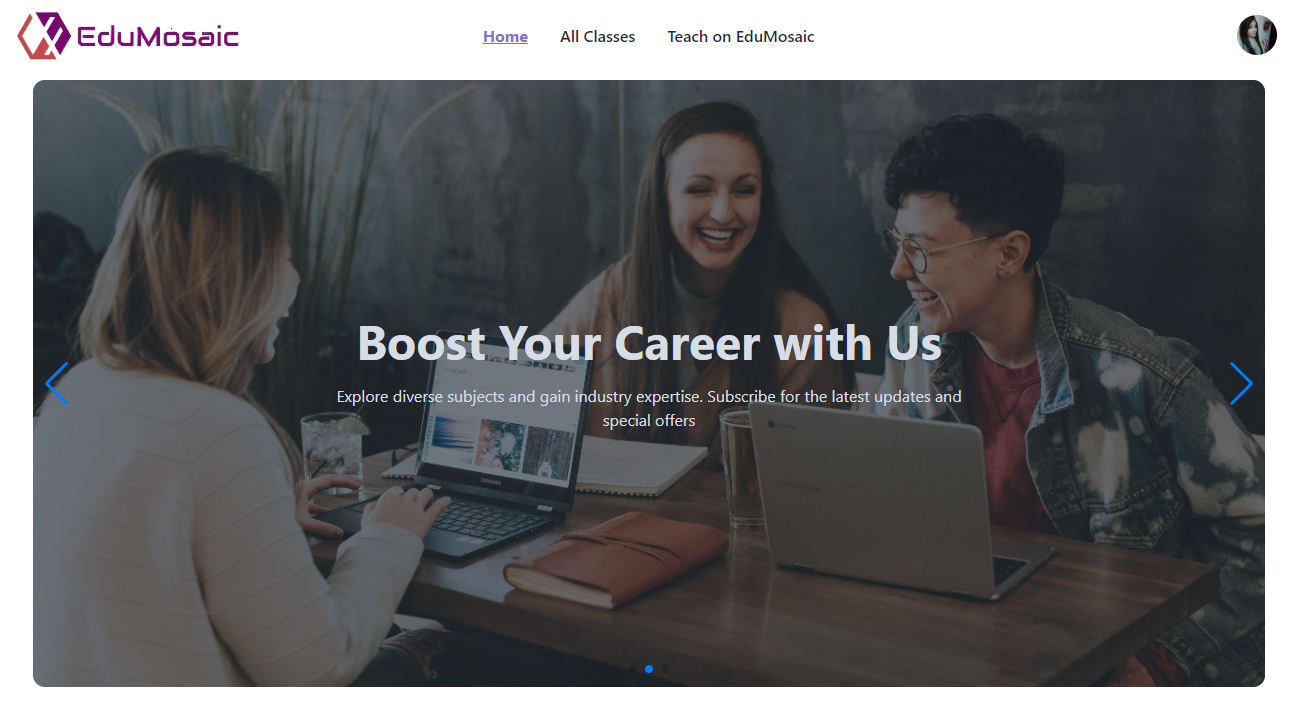 EduMosaic
Home
All Classes
Teach on EduMosaic
Boost Your Career with Us
Explore diverse subjects and gain industry expertise. Subscribe for the latest updates and
special offers
SAMSUNG